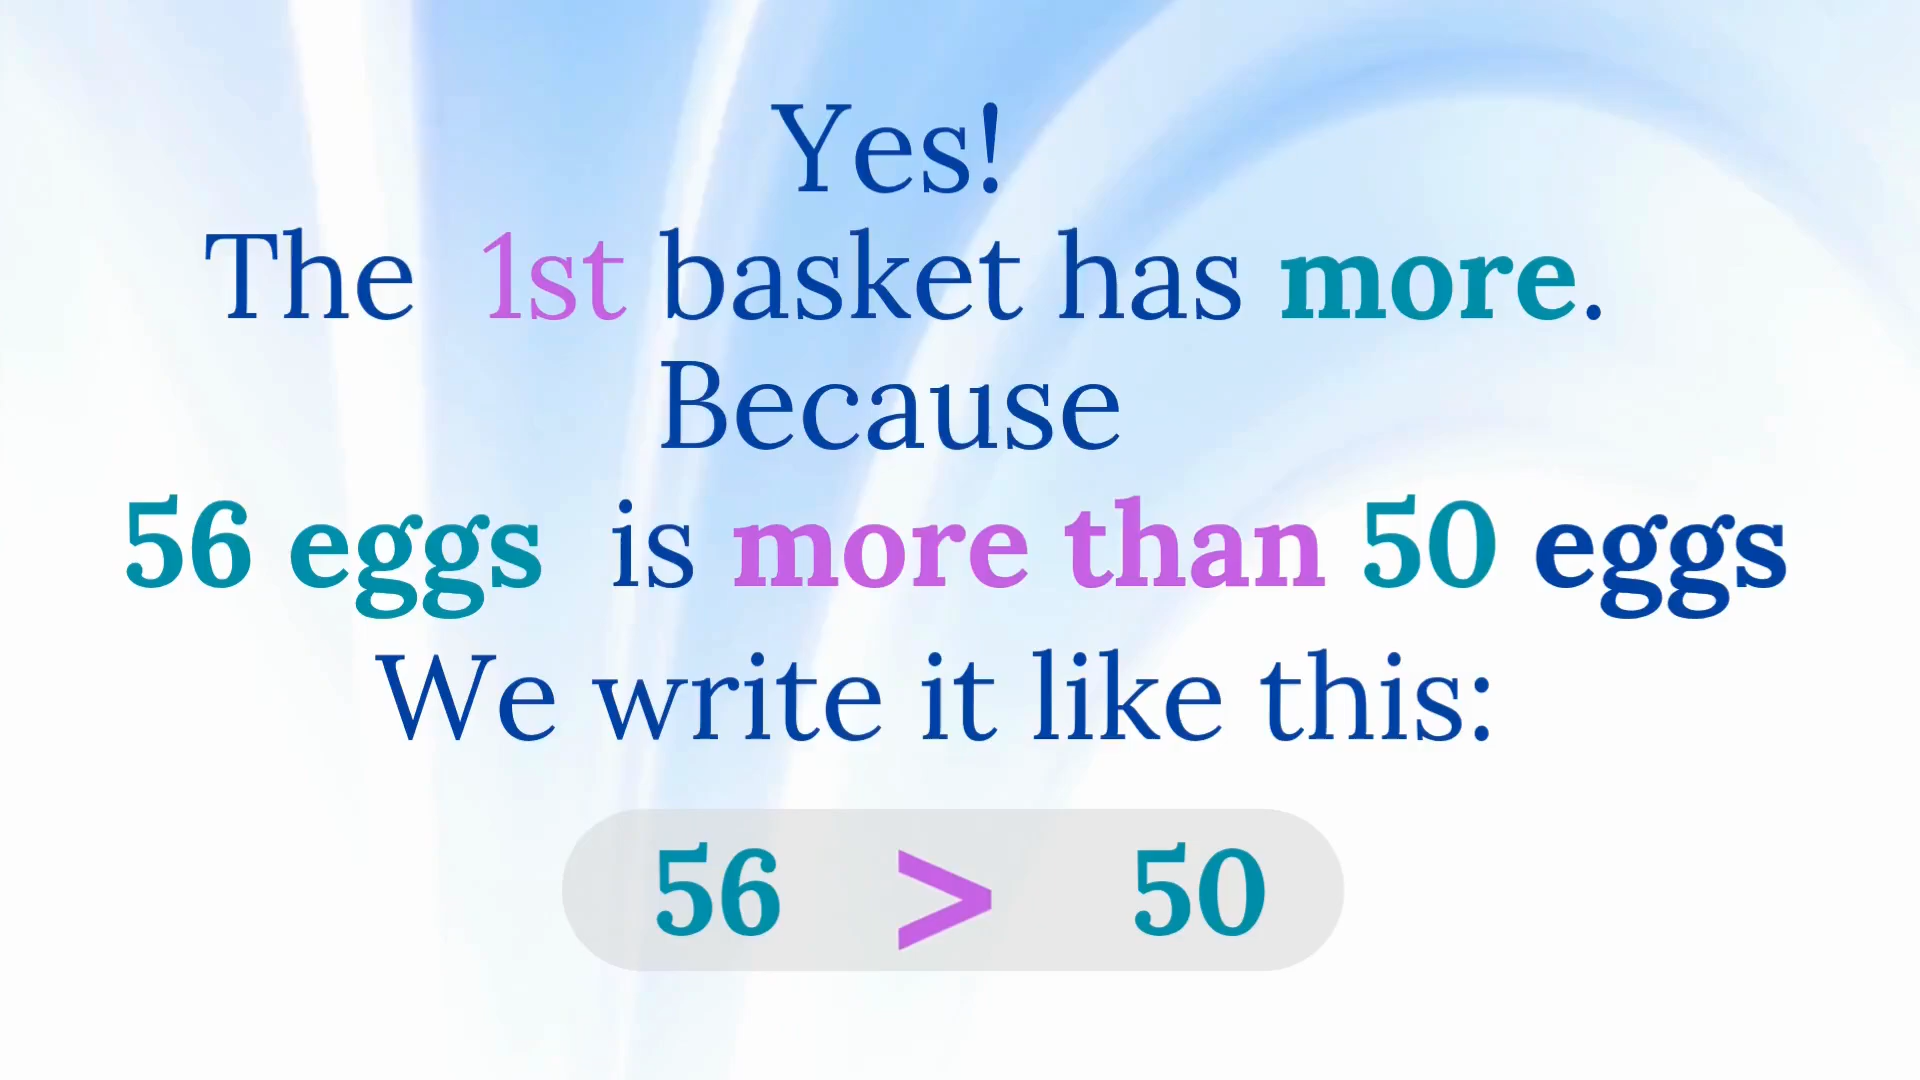 Yes!
The 1st basket has more.
Because
56 eggs is more than 50 eggs
We write it like this:
56 > 50